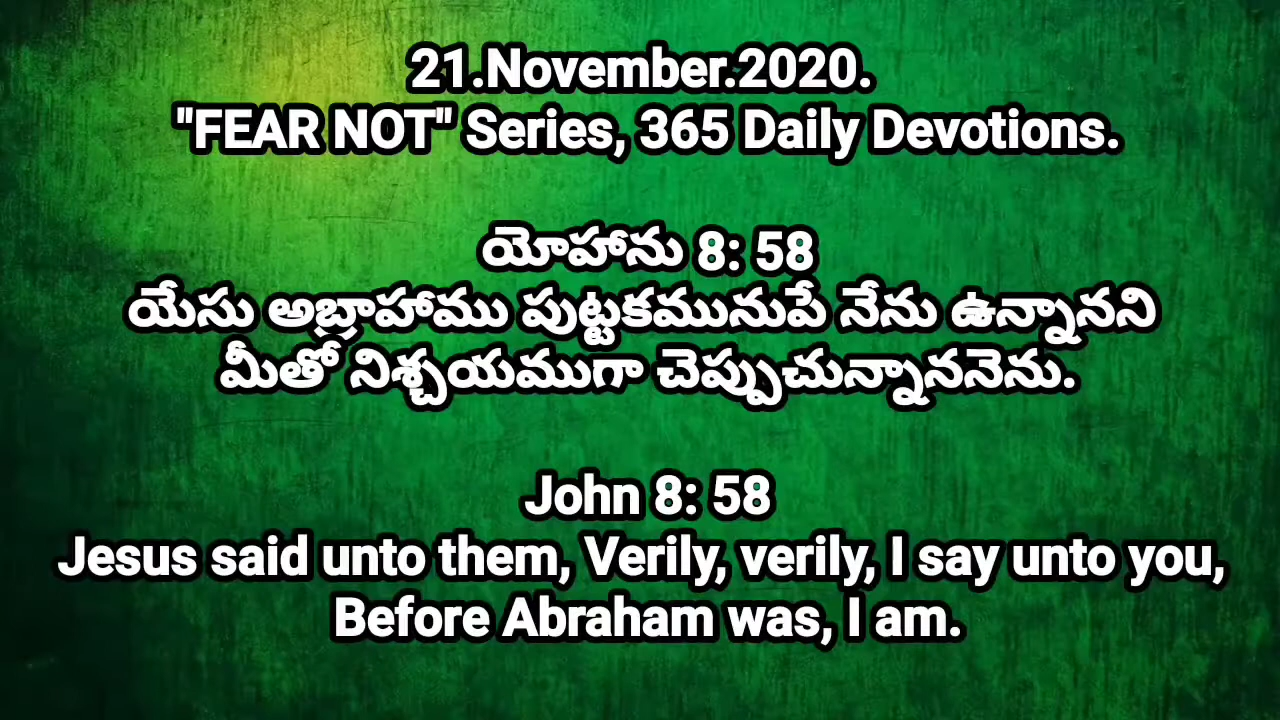 21.November.2020.
"FEAR NOT" Series, 365 Daily Devotions.
యోహాను 8: 58
యేసు అబ్రాహాము పుట్టకమునుపే నేను ఉన్నానని
మీతో నిశ్చయముగా చెప్పుచున్నాననెను.
John 8: 58
Jesus said unto them, Verily, verily, I say unto you,
Before Abraham was, I am.